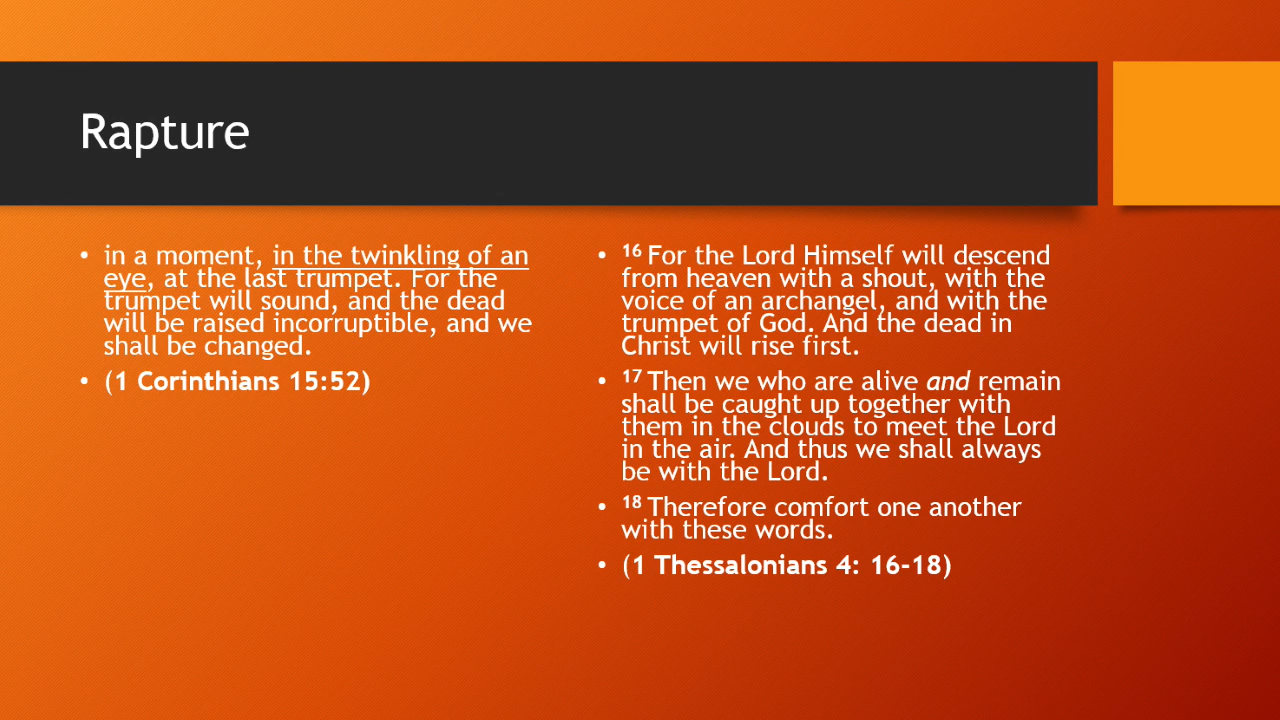 Rapture
• in a moment, in the twinkling of an
eye, at the last trumpet. For the
trumpet will sound, and the dead
will be raised incorruptible, and we
shall be changed.
• (1 Corinthians 15:52)
• 16 For the Lord Himself will descend
from heaven with a shout, with the
voice of an archangel, and with the
trumpet of God. And the dead in
Christ will rise first.
• 17 Then we who are alive and remain
shall be caught up together with
them in the clouds to meet the Lord
in the air. And thus we shall always
be with the Lord.
• 18 Therefore comfort one another
with these words.
• (1 Thessalonians 4: 16-18)